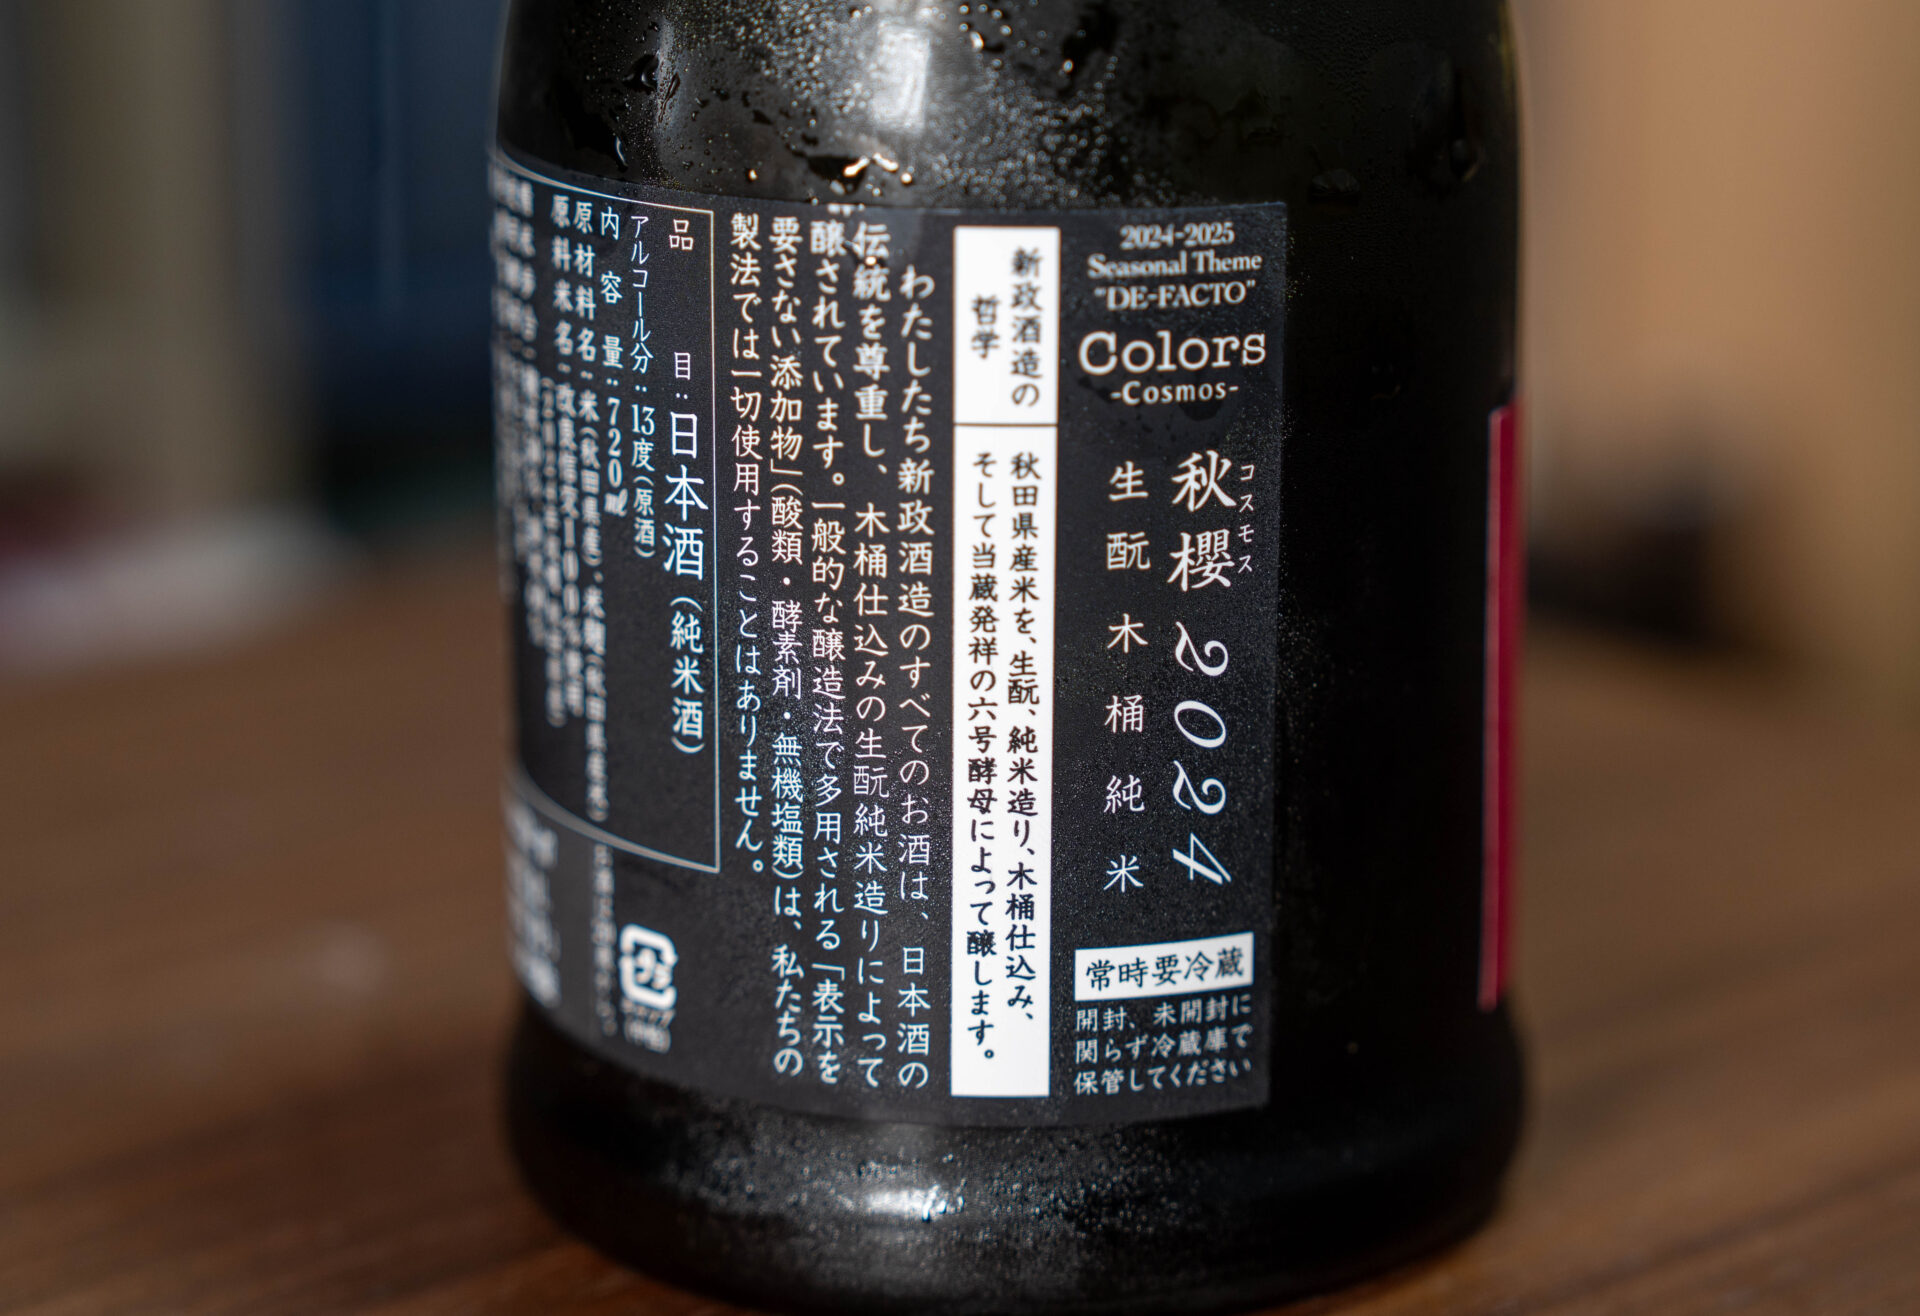 2024-2025
Seasonal Theme
"DE-FACTO"
Colors
-Cosmos-
秋櫻 2024
コスモス
生酛木桶純米
常時要冷蔵
開封、未開封に
関らず冷蔵庫で
保管してください
新政酒造の
哲学
秋田県産米を、生酛、純米造り、木桶仕込み、
そして当蔵発祥の六号酵母によって醸します。
わたしたち新政酒造のすべてのお酒は、日本酒の
伝統を尊重し、木桶仕込みの生酛純米造りによって
醸されています。一般的な醸造法で多用される「表示を
要さない添加物」(酸類・酵素剤・無機塩類)は、私たちの
製法では一切使用することはありません。
品目:日本酒(純米酒)
アルコール分:13度(原酒)
内容量:720ml
原材料名:米(秋田県産)、米麹(秋田県産米)
原料米名:改良信交100%使用